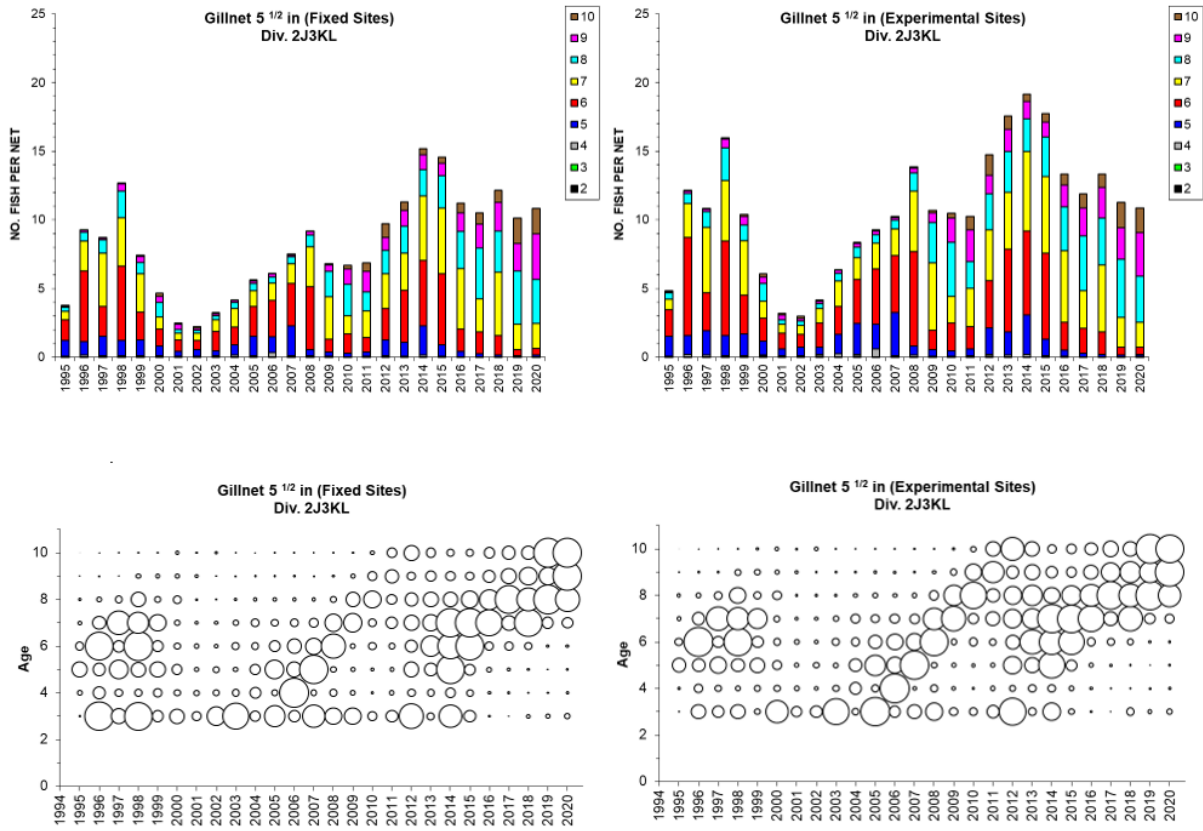 Gillnet 5 1/2 in (Fixed Sites)
Div. 2J3KL
NO. FISH PER NET
25
20
15
10
5
0
10
9
8
7
6
5
4
3
2
1995 1996 1997 1998 1999 2000 2001 2002 2003 2004 2005 2006 2007 2008 2009 2010 2011 2012 2013 2014 2015 2016 2017 2018 2019 2020
Gillnet 5 1/2 in (Experimental Sites)
Div. 2J3KL
NO. FISH PER NET
25
20
15
10
5
0
10
9
8
7
6
5
4
3
2
1995 1996 1997 1998 1999 2000 2001 2002 2003 2004 2005 2006 2007 2008 2009 2010 2011 2012 2013 2014 2015 2016 2017 2018 2019 2020
Gillnet 5 1/2 in (Fixed Sites)
Div. 2J3KL
Age
10
8
6
4
2
0
1994 1995 1996 1997 1998 1999 2000 2001 2002 2003 2004 2005 2006 2007 2008 2009 2010 2011 2012 2013 2014 2015 2016 2017 2018 2019 2020
Gillnet 5 1/2 in (Experimental Sites)
Div. 2J3KL
Age
10
8
6
4
2
0
1994 1995 1996 1997 1998 1999 2000 2001 2002 2003 2004 2005 2006 2007 2008 2009 2010 2011 2012 2013 2014 2015 2016 2017 2018 2019 2020